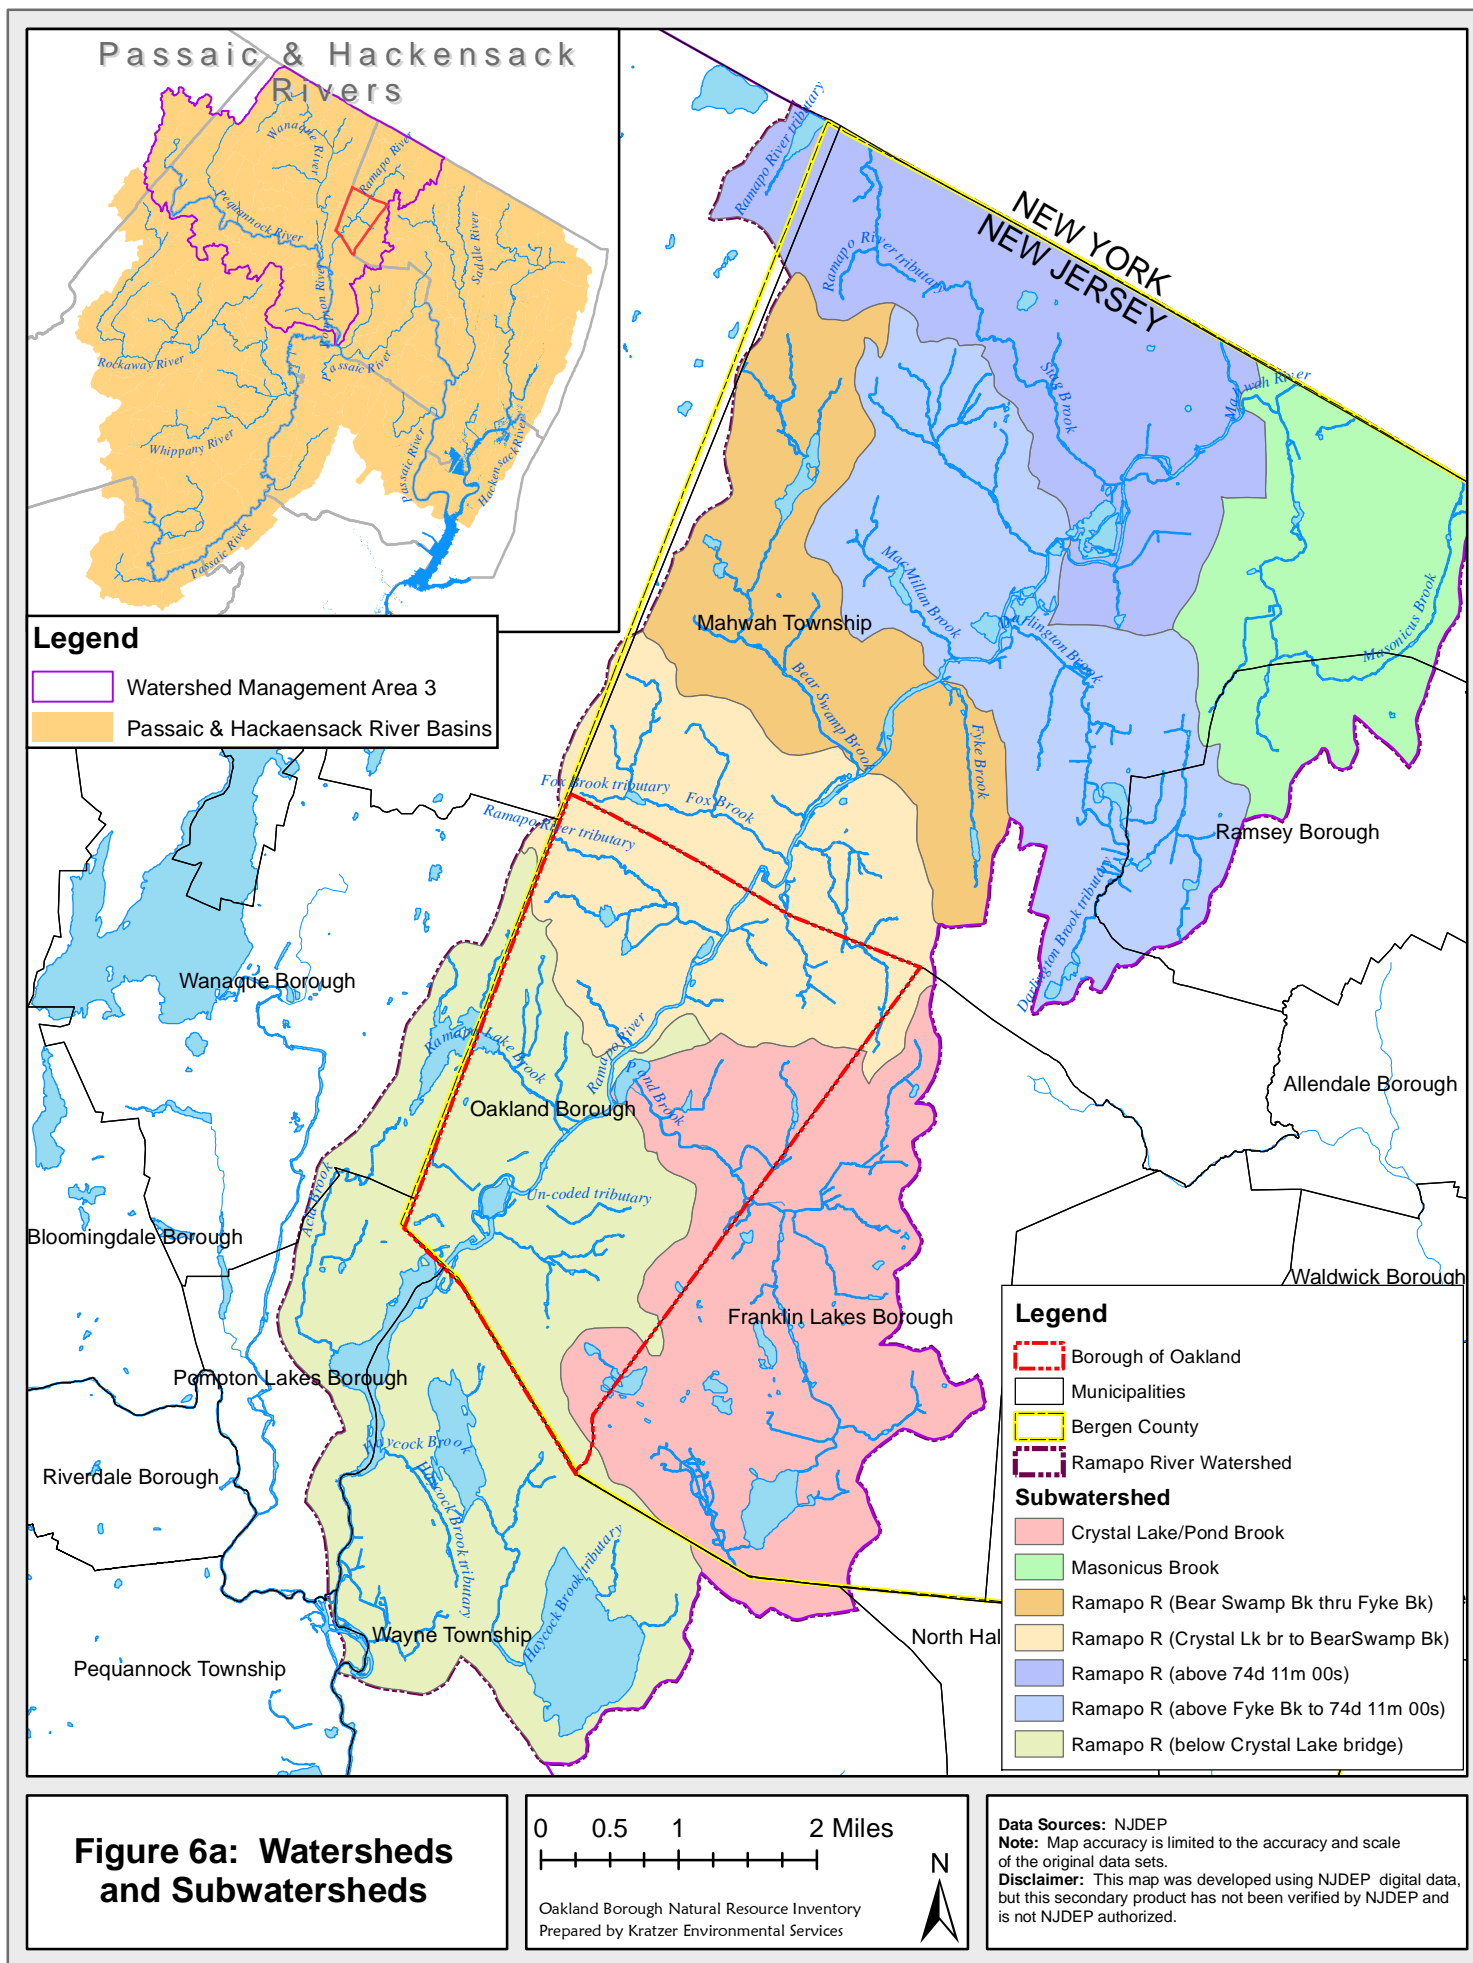 Passaic & Hackensack
Rivers
Wanaque River
Ramapo River
Pequannock River
Saddle River
Pompton River
Rockaway River
Passaic River
Whippany River
Passaic River
Hackensack River
Passaic River
Legend
Watershed Management Area 3
Passaic & Hackaensack River Basins
Ramapo River tributary
NEW YORK
NEW JERSEY
Ramapo River tributary
Stag Brook
Mahwah River
MacMillan Brook
Mahwah Township
Darlington Brook
Masonicus Brook
Bear Swamp Brook
Fyke Brook
Fox Brook tributary
Fox Brook
Ramapo River tributary
Ramsey Borough
Darlington Brook tributary
Wanaque Borough
Ramapo Lake Brook
Ramapo River
Pond Brook
Oakland Borough
Allendale Borough
Acid Brook
Un-coded tributary
Bloomingdale Borough
Waldwick Borough
Franklin Lakes Borough
Pompton Lakes Borough
Haycock Brook
Haycock Brook tributary
Riverdale Borough
Haycock Brook tributary
Wayne Township
North Hal
Pequannock Township
Legend
Borough of Oakland
Municipalities
Bergen County
Ramapo River Watershed
Subwatershed
Crystal Lake/Pond Brook
Masonicus Brook
Ramapo R (Bear Swamp Bk thru Fyke Bk)
Ramapo R (Crystal Lk br to BearSwamp Bk)
Ramapo R (above 74d 11m 00s)
Ramapo R (above Fyke Bk to 74d 11m 00s)
Ramapo R (below Crystal Lake bridge)
Figure 6a: Watersheds
and Subwatersheds
0 0.5 1 2 Miles
N
Oakland Borough Natural Resource Inventory
Prepared by Kratzer Environmental Services
Data Sources: NJDEP
Note: Map accuracy is limited to the accuracy and scale
of the original data sets.
Disclaimer: This map was developed using NJDEP digital data,
but this secondary product has not been verified by NJDEP and
is not NJDEP authorized.